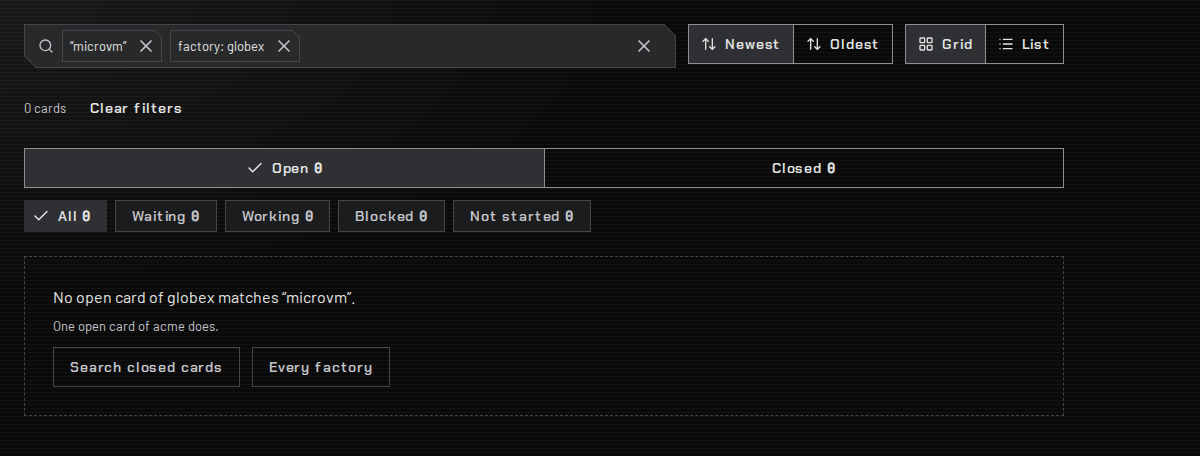 "microvm" factory: globex Newest Oldest Grid List
0 cards Clear filters
Open 0 Closed 0
All 0 Waiting 0 Working 0 Blocked 0 Not started 0
No open card of globex matches "microvm".
One open card of acme does.
Search closed cards Every factory